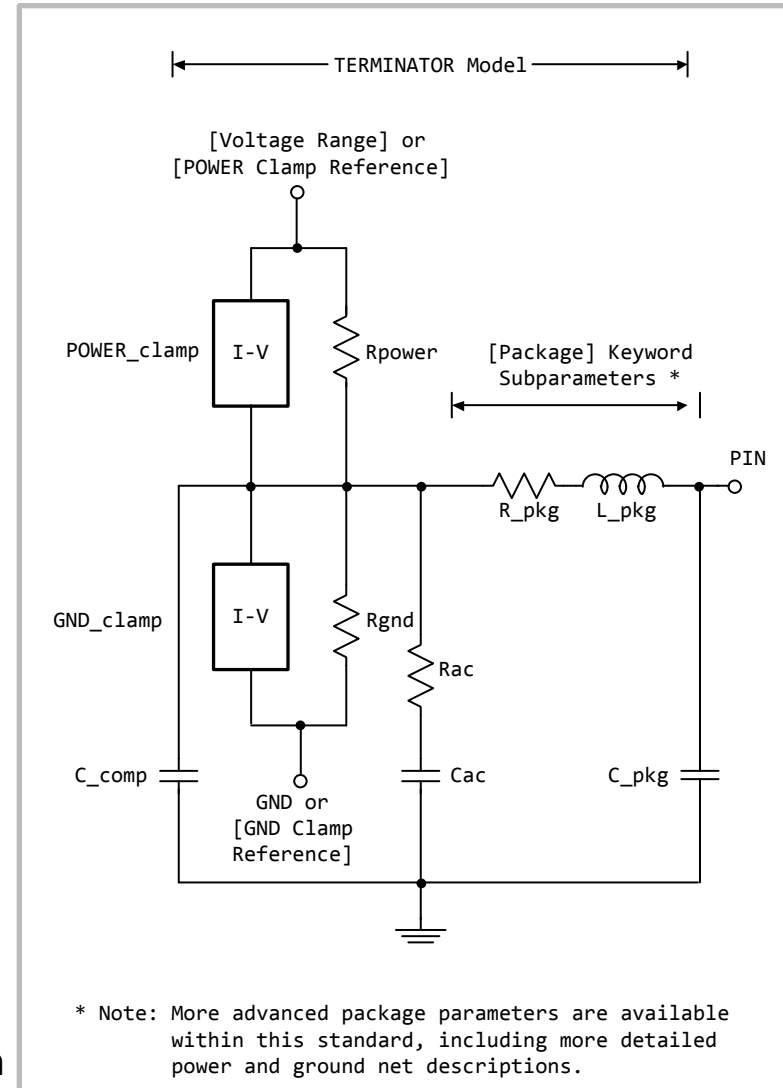 TERMINATOR Model
[Voltage Range] or
[POWER Clamp Reference]
POWER_clamp
I-V
Rpower
[Package] Keyword
Subparameters *
PIN
R_pkg
L_pkg
GND_clamp
I-V
Rgnd
Rac
C_comp
Cac
C_pkg
GND or
[GND Clamp
Reference]
* Note: More advanced package parameters are available
within this standard, including more detailed
power and ground net descriptions.